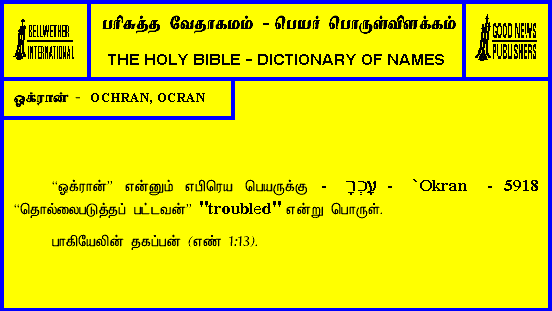 BELLWETHER
INTERNATIONAL
பரிசுத்த வேதாகமம் - பெயர் பொருள்விளக்கம்
THE HOLY BIBLE - DICTIONARY OF NAMES
GOOD NEWS
PUBLISHERS
ஓக்ரான் - OCHRAN, OCRAN
“ஒக்ரான்” என்னும் எபிரெய பெயருக்கு - עָכְרָ - `Okran - 5918
“தொல்லைபடுத்தப் பட்டவன்” "troubled" என்று பொருள்.
பாகியேலின் தகப்பன் (எண் 1:13).